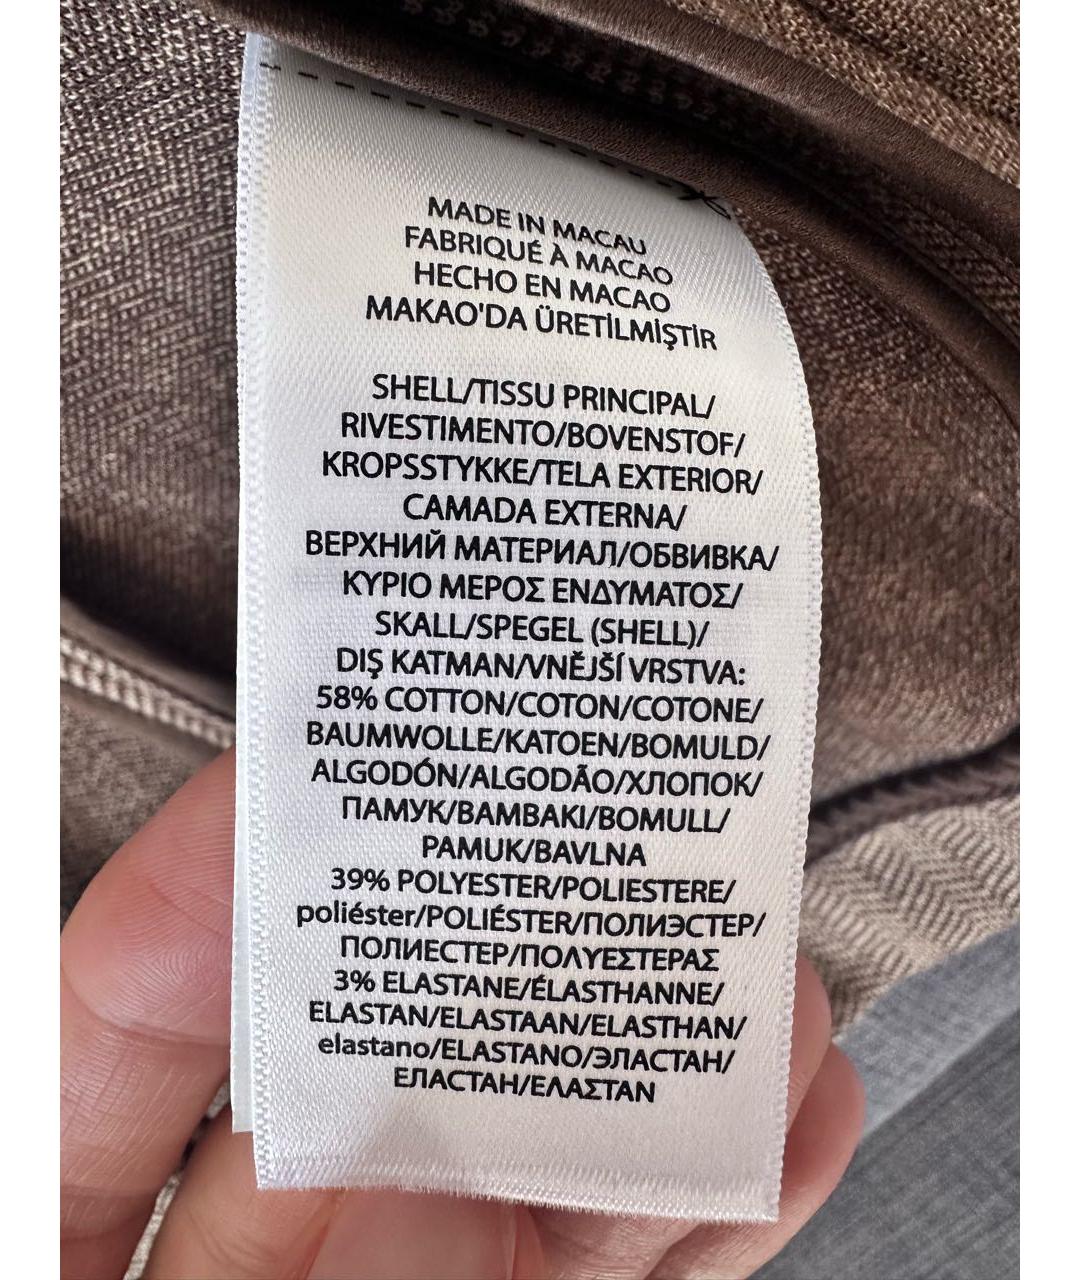 MADE IN MACAU
FABRIQUÉ À MACAO
HECHO EN MACAO
MAKAO'DA ÜRETİLMİŞTİR
SHELL/TISSU PRINCIPAL/
RIVESTIMENTO/BOVENSTOF/
KROPSSTYKKE/TELA EXTERIOR/
CAMADA EXTERNA/
ВЕРХНИЙ МАТЕРИАЛ/ОБВИВКА/
ΚΥΡΙΟ ΜΕΡΟΣ ΕΝΔΥΜΑΤΟΣ/
SKALL/SPEGEL (SHELL)/
DIŞ KATMAN/VNĚJŠÍ VRSTVA:
58% COTTON/COTON/COTONE/
BAUMWOLLE/KATOEN/BOMULD/
ALGODÓN/ALGODÃO/ХЛОПОК/
ПАМУК/ΒΑΜΒΑΚΙ/BOMULL/
PAMUK/BAVLNA
39% POLYESTER/POLIESTERE/
poliéster/POLIÉSTER/ПОЛИЭСТЕР/
ПОЛИЕСТЕР/ΠΟΛΥΕΣΤΕΡΑΣ
3% ELASTANE/ÉLASTHANNE/
ELASTAN/ELASTAAN/ELASTHAN/
elastano/ELASTANO/ЭЛАСТАН/
ЕЛАСТАН/ΕΛΑΣΤΑΝ